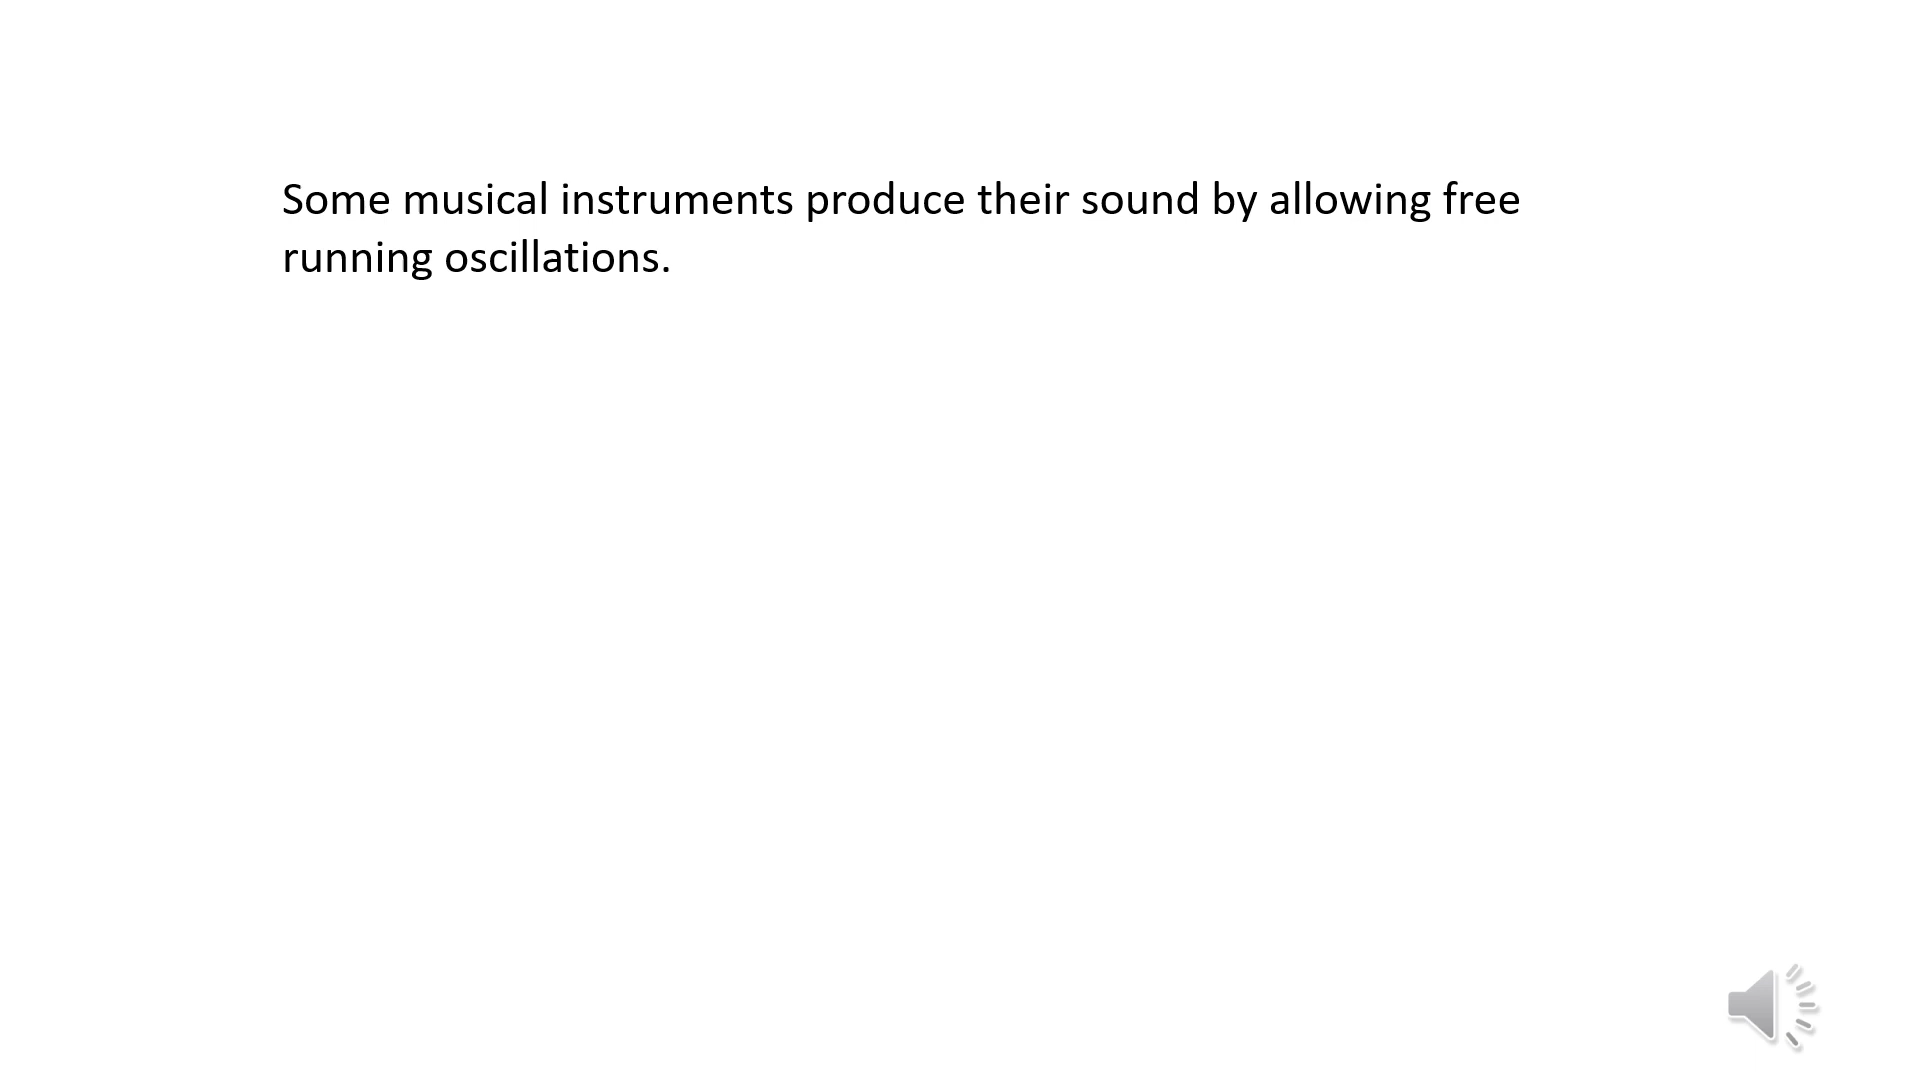 Some musical instruments produce their sound by allowing free
running oscillations.